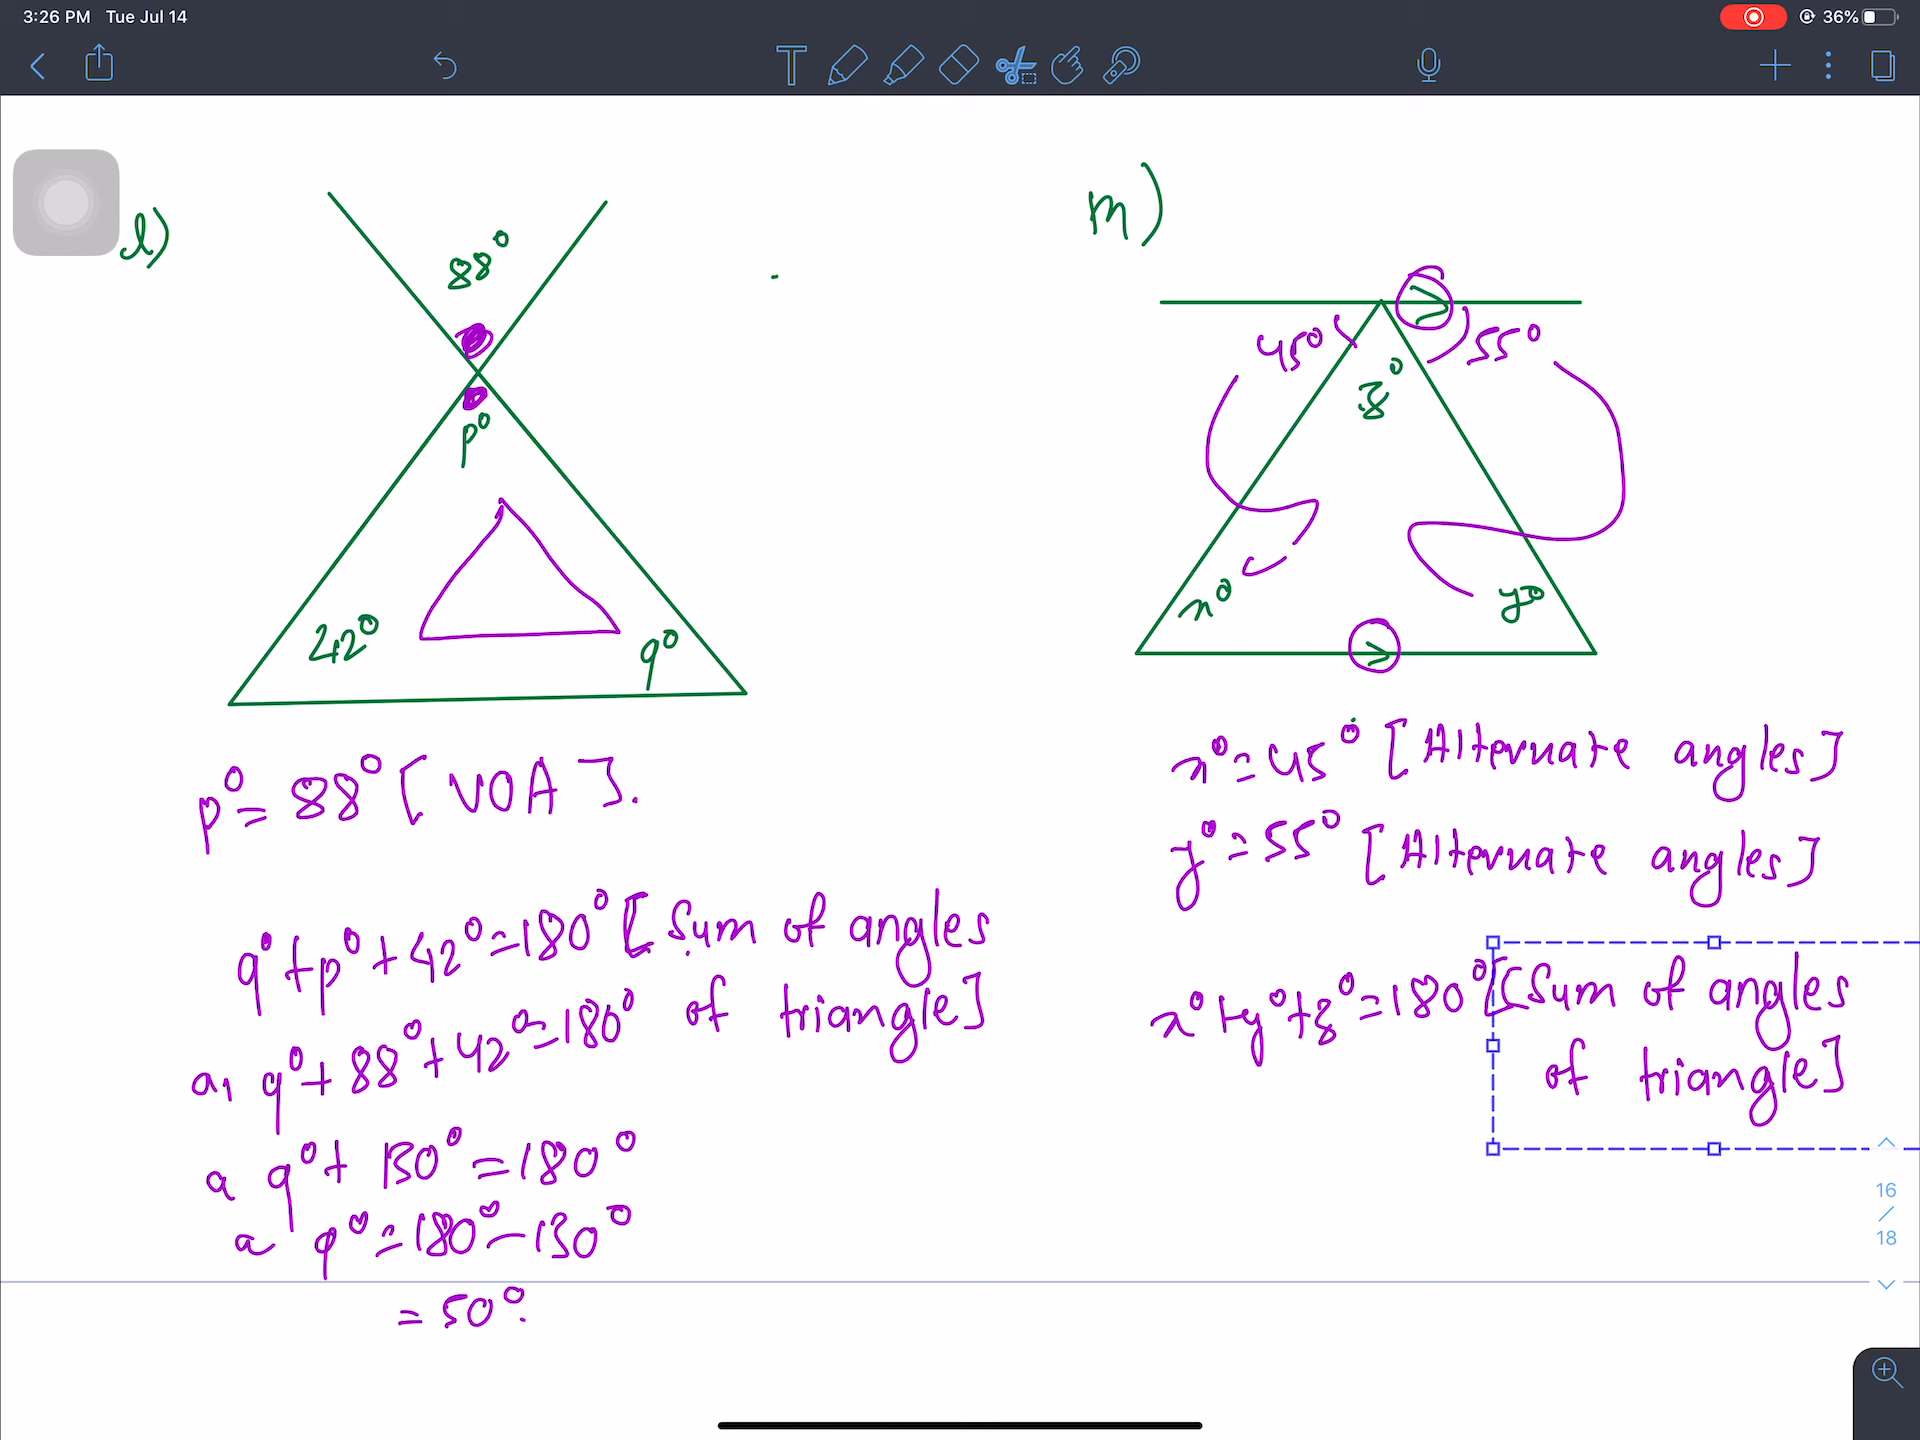 3:26 PM Tue Jul 14
36%
l)
88°
p°
42°
q°
p° = 88° [VOA].
q° + p° + 42° = 180° [Sum of angles
of triangle]
a, q° + 88° + 42° = 180°
a q° + 130° = 180°
a q° = 180° - 130°
= 50°.
m)
45°
55°
z°
x°
y°
x° = 45° [Alternate angles]
y° = 55° [Alternate angles]
x° + y° + z° = 180° [Sum of angles
of triangle]
16
/
18